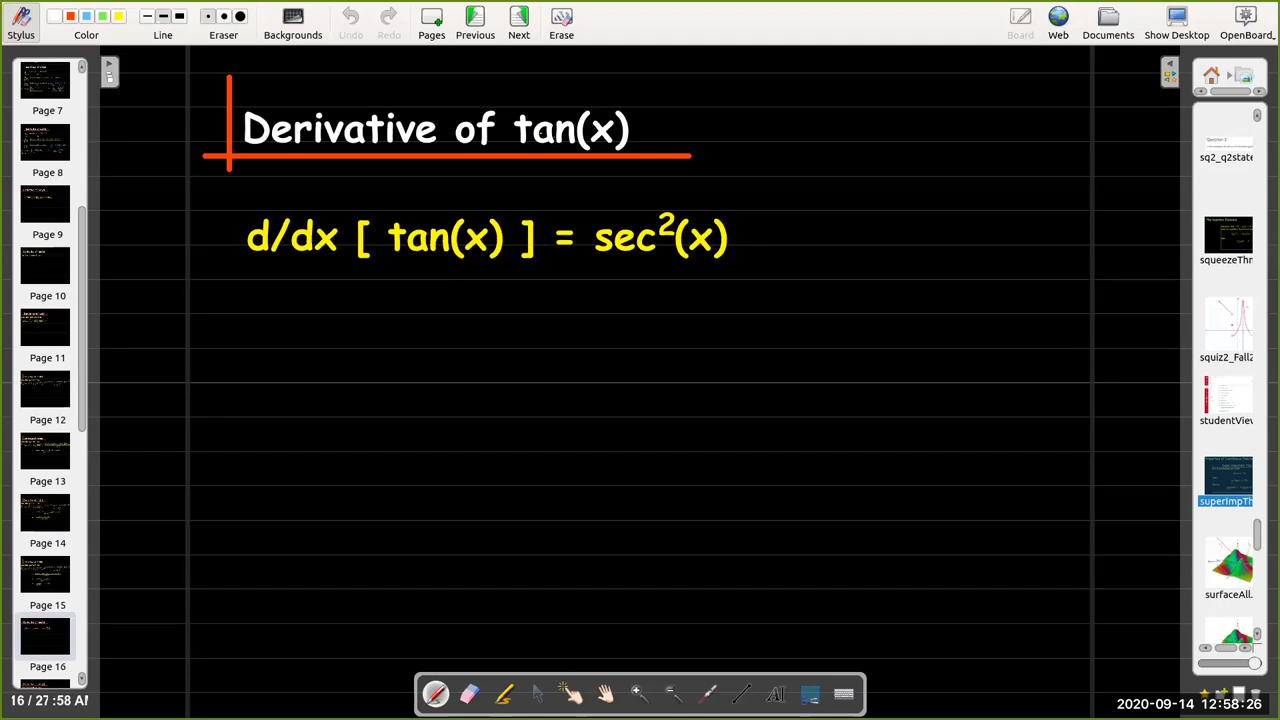 Stylus
Color
Line
Eraser
Backgrounds
Undo
Redo
Pages
Previous
Next
Erase
Board
Web
Documents
Show Desktop
OpenBoard
Page 7
Page 8
Page 9
Page 10
Page 11
Page 12
Page 13
Page 14
Page 15
Page 16
16 / 27
:58 AM
Derivative of tan(x)
d/dx [ tan(x) ] = sec²(x)
Question 2
sq2_q2state
squeezeThr
squiz2_Fall2
studentViev
superImpTh
surfaceAll.
AI
2020-09-14 12:58:26